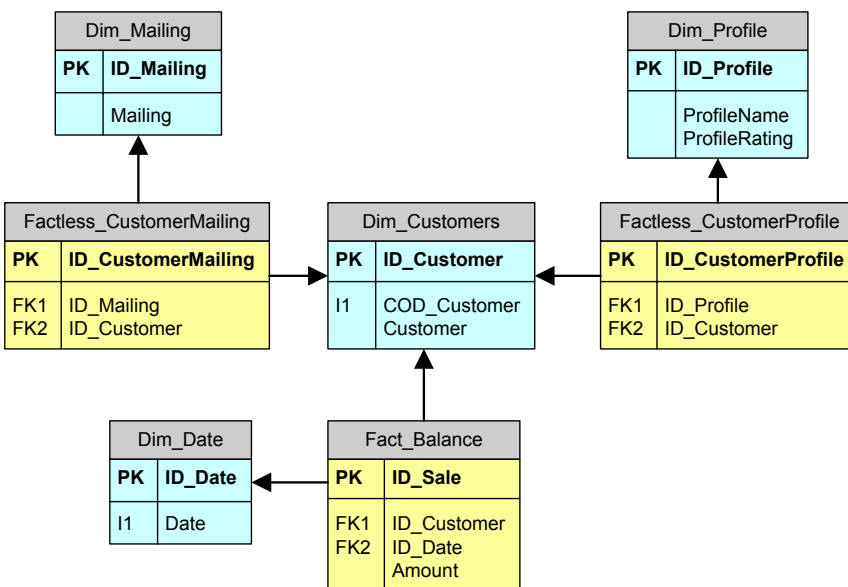 Dim_Mailing
PK ID_Mailing
Mailing
Dim_Profile
PK ID_Profile
ProfileName
ProfileRating
Factless_CustomerMailing
PK ID_CustomerMailing
FK1 ID_Mailing
FK2 ID_Customer
Dim_Customers
PK ID_Customer
I1 COD_Customer
Customer
Factless_CustomerProfile
PK ID_CustomerProfile
FK1 ID_Profile
FK2 ID_Customer
Dim_Date
PK ID_Date
I1 Date
Fact_Balance
PK ID_Sale
FK1 ID_Customer
FK2 ID_Date
Amount